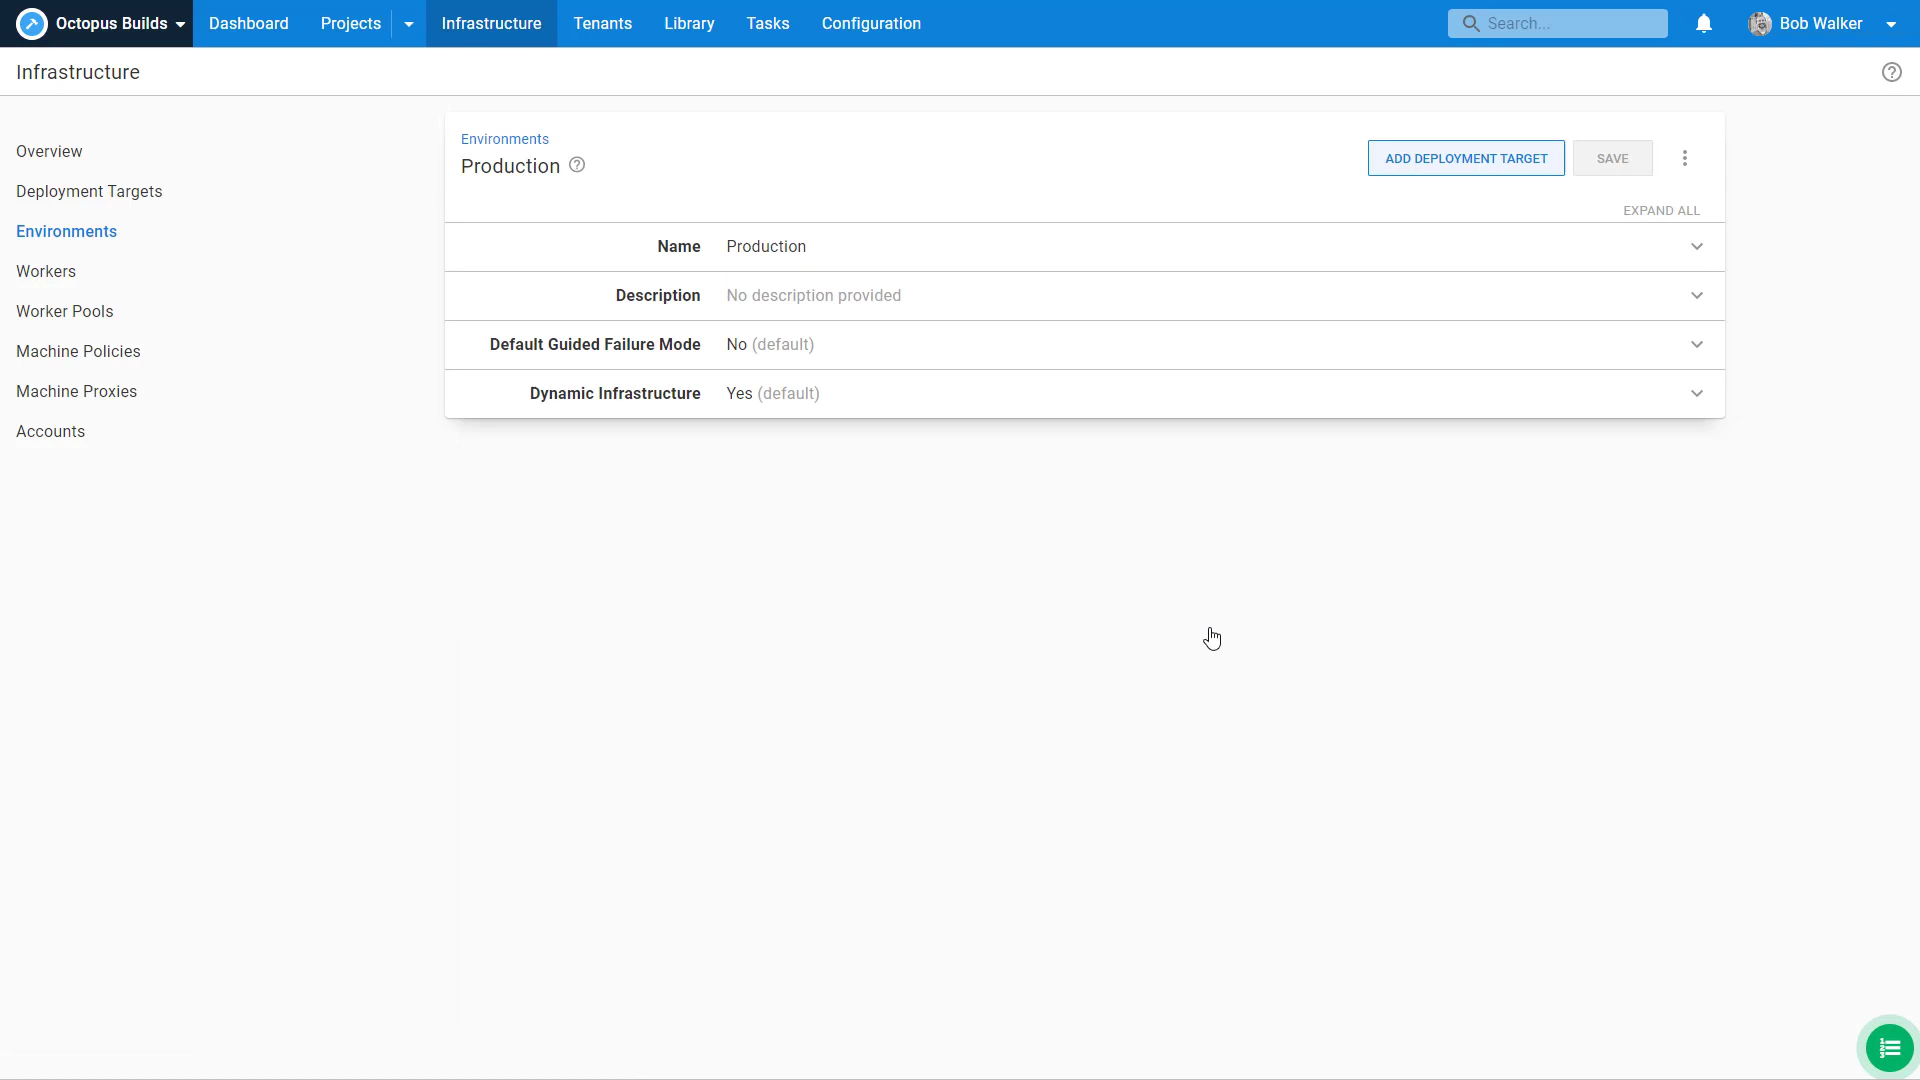 Octopus Builds
Dashboard
Projects
Infrastructure
Tenants
Library
Tasks
Configuration
Search...
Bob Walker
Infrastructure
Overview
Deployment Targets
Environments
Workers
Worker Pools
Machine Policies
Machine Proxies
Accounts
Environments
Production
ADD DEPLOYMENT TARGET
SAVE
EXPAND ALL
Name Production
Description No description provided
Default Guided Failure Mode No (default)
Dynamic Infrastructure Yes (default)